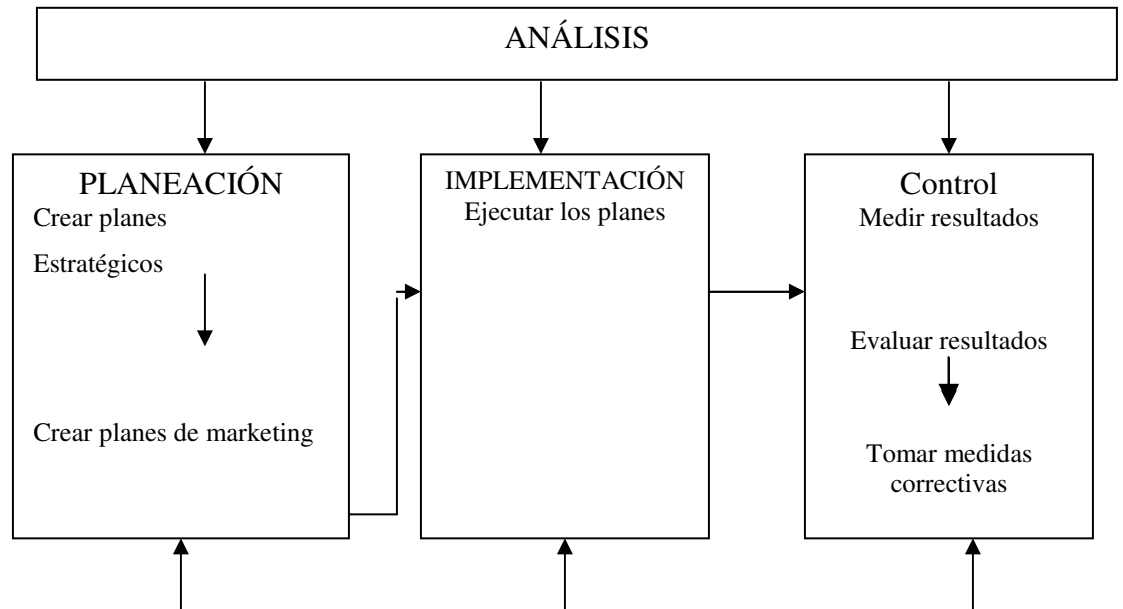 ANÁLISIS
PLANEACIÓN
Crear planes
Estratégicos
Crear planes de marketing
IMPLEMENTACIÓN
Ejecutar los planes
Control
Medir resultados
Evaluar resultados
Tomar medidas
correctivas